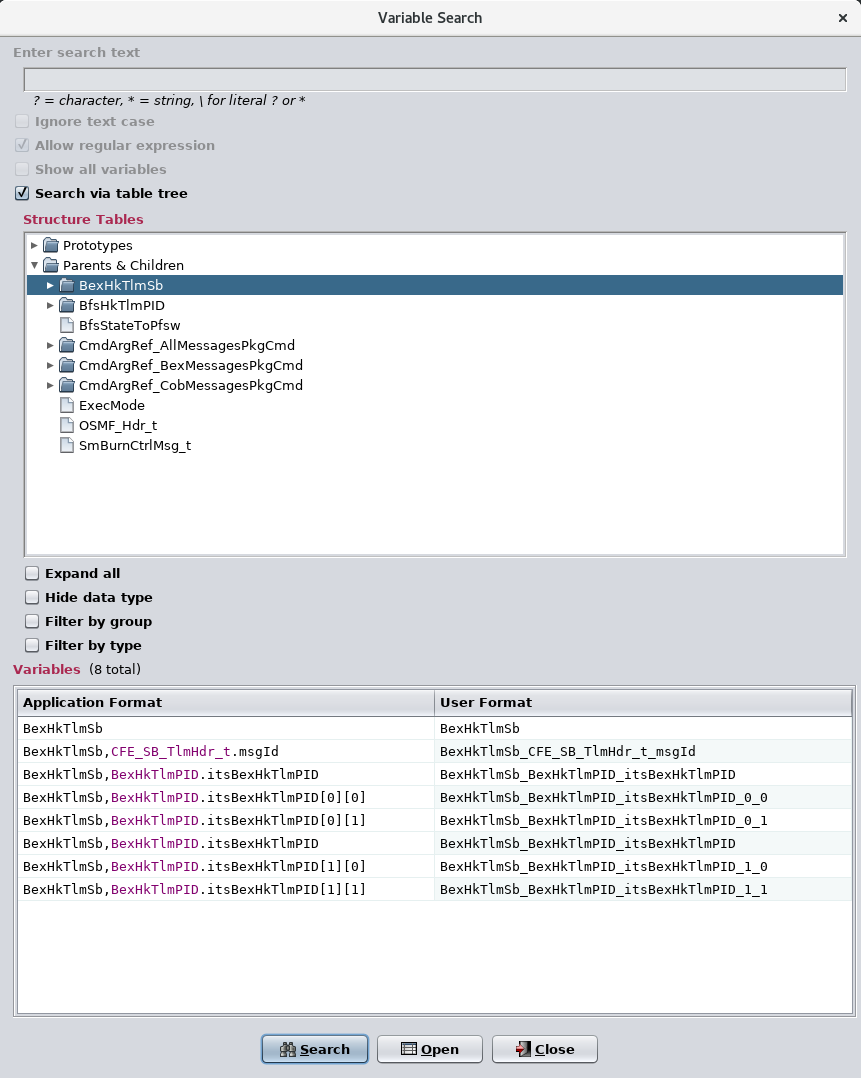 Variable Search
Enter search text
? = character, * = string, \ for literal ? or *
Ignore text case
Allow regular expression
Show all variables
Search via table tree
Structure Tables
Prototypes
Parents & Children
BexHkTlmSb
BfsHkTlmPID
BfsStateToPfsw
CmdArgRef_AllMessagesPkgCmd
CmdArgRef_BexMessagesPkgCmd
CmdArgRef_CobMessagesPkgCmd
ExecMode
OSMF_Hdr_t
SmBurnCtrlMsg_t
Expand all
Hide data type
Filter by group
Filter by type
Variables (8 total)
Application Format User Format
BexHkTlmSb BexHkTlmSb
BexHkTlmSb,CFE_SB_TlmHdr_t.msgId BexHkTlmSb_CFE_SB_TlmHdr_t_msgId
BexHkTlmSb,BexHkTlmPID.itsBexHkTlmPID BexHkTlmSb_BexHkTlmPID_itsBexHkTlmPID
BexHkTlmSb,BexHkTlmPID.itsBexHkTlmPID[0][0] BexHkTlmSb_BexHkTlmPID_itsBexHkTlmPID_0_0
BexHkTlmSb,BexHkTlmPID.itsBexHkTlmPID[0][1] BexHkTlmSb_BexHkTlmPID_itsBexHkTlmPID_0_1
BexHkTlmSb,BexHkTlmPID.itsBexHkTlmPID BexHkTlmSb_BexHkTlmPID_itsBexHkTlmPID
BexHkTlmSb,BexHkTlmPID.itsBexHkTlmPID[1][0] BexHkTlmSb_BexHkTlmPID_itsBexHkTlmPID_1_0
BexHkTlmSb,BexHkTlmPID.itsBexHkTlmPID[1][1] BexHkTlmSb_BexHkTlmPID_itsBexHkTlmPID_1_1
Search Open Close